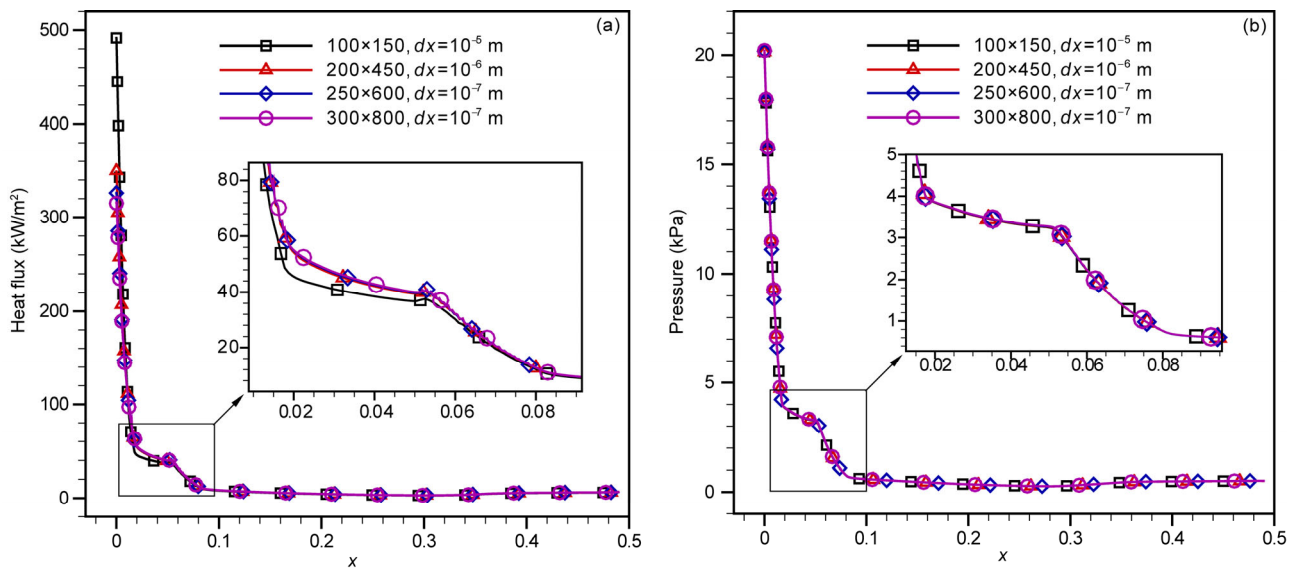 (a)
100×150, dx=10⁻⁵ m
200×450, dx=10⁻⁶ m
250×600, dx=10⁻⁷ m
300×800, dx=10⁻⁷ m
Heat flux (kW/m²)
500
400
300
200
100
0
80
60
40
20
0.02
0.04
0.06
0.08
0
0.1
0.2
0.3
0.4
0.5
x
(b)
100×150, dx=10⁻⁵ m
200×450, dx=10⁻⁶ m
250×600, dx=10⁻⁷ m
300×800, dx=10⁻⁷ m
Pressure (kPa)
20
15
10
5
0
5
4
3
2
1
0.02
0.04
0.06
0.08
0
0.1
0.2
0.3
0.4
0.5
x